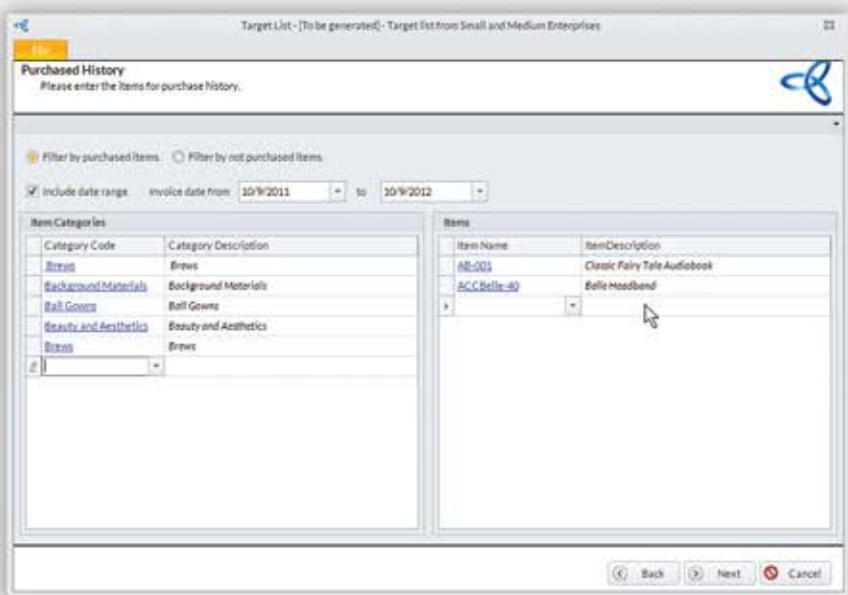 Target List - [To be generated] - Target list from Small and Medium Enterprises
File
Purchased History
Please enter the items for purchase history.
Filter by purchased items Filter by not purchased items
Include date range Invoice date from 10/9/2011 to 10/9/2012
Item Categories Items
Category Code Category Description Item Name ItemDescription
.Brews .Brews AB-001 Classic Fairy Tale Audiobook
Background Materials Background Materials ACCBelle-40 Belle Headband
Ball Gowns Ball Gowns
Beauty and Aesthetics Beauty and Aesthetics
Brews Brews
Back Next Cancel